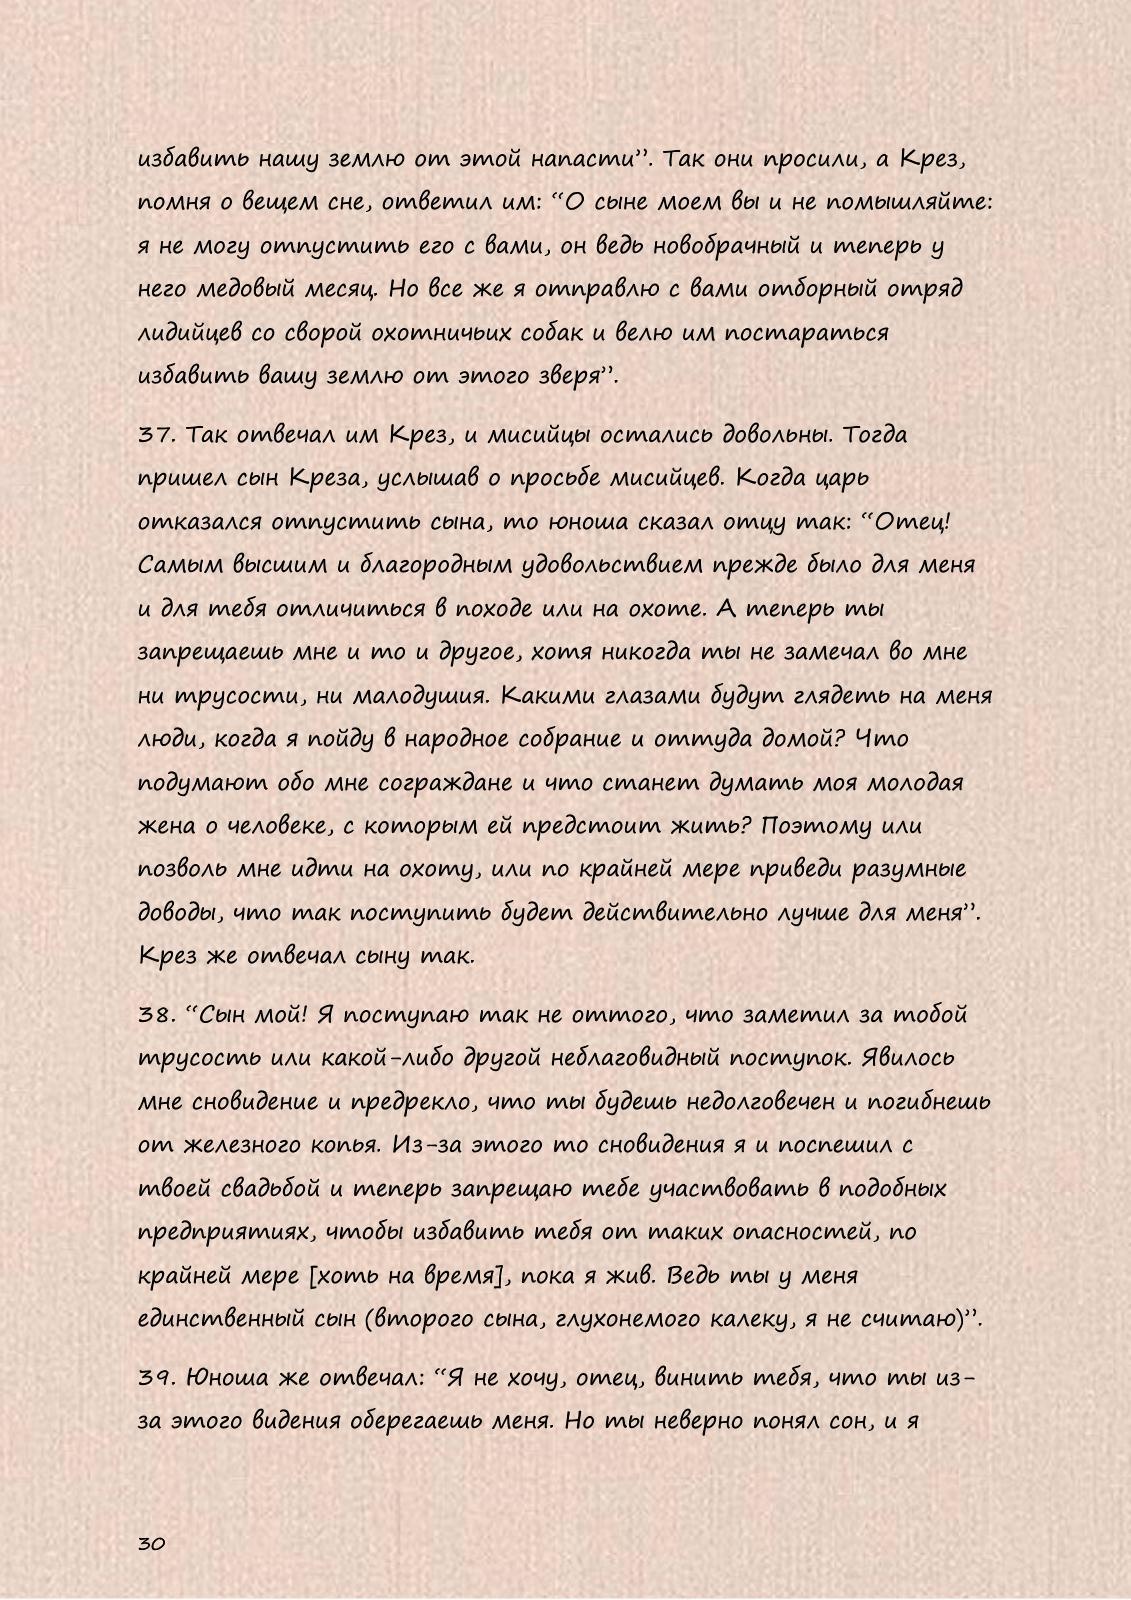 избавить нашу землю от этой напасти”. Так они просили, а Крез,
помня о вещем сне, ответил им: “О сыне моем вы и не помышляйте:
я не могу отпустить его с вами, он ведь новобрачный и теперь у
него медовый месяц. Но все же я отправлю с вами отборный отряд
лидийцев со сворой охотничьих собак и велю им постараться
избавить вашу землю от этого зверя”.
37. Так отвечал им Крез, и мисийцы остались довольны. Тогда
пришел сын Креза, услышав о просьбе мисийцев. Когда царь
отказался отпустить сына, то юноша сказал отцу так: “Отец!
Самым высшим и благородным удовольствием прежде было для меня
и для тебя отличиться в походе или на охоте. А теперь ты
запрещаешь мне и то и другое, хотя никогда ты не замечал во мне
ни трусости, ни малодушия. Какими глазами будут глядеть на меня
люди, когда я пойду в народное собрание и оттуда домой? Что
подумают обо мне сограждане и что станет думать моя молодая
жена о человеке, с которым ей предстоит жить? Поэтому или
позволь мне идти на охоту, или по крайней мере приведи разумные
доводы, что так поступить будет действительно лучше для меня”.
Крез же отвечал сыну так.
38. “Сын мой! Я поступаю так не оттого, что заметил за тобой
трусость или какой-либо другой неблаговидный поступок. Явилось
мне сновидение и предрекло, что ты будешь недолговечен и погибнешь
от железного копья. Из-за этого то сновидения я и поспешил с
твоей свадьбой и теперь запрещаю тебе участвовать в подобных
предприятиях, чтобы избавить тебя от таких опасностей, по
крайней мере [хоть на время], пока я жив. Ведь ты у меня
единственный сын (второго сына, глухонемого калеку, я не считаю)”.
39. Юноша же отвечал: “Я не хочу, отец, винить тебя, что ты из-
за этого видения оберегаешь меня. Но ты неверно понял сон, и я
30